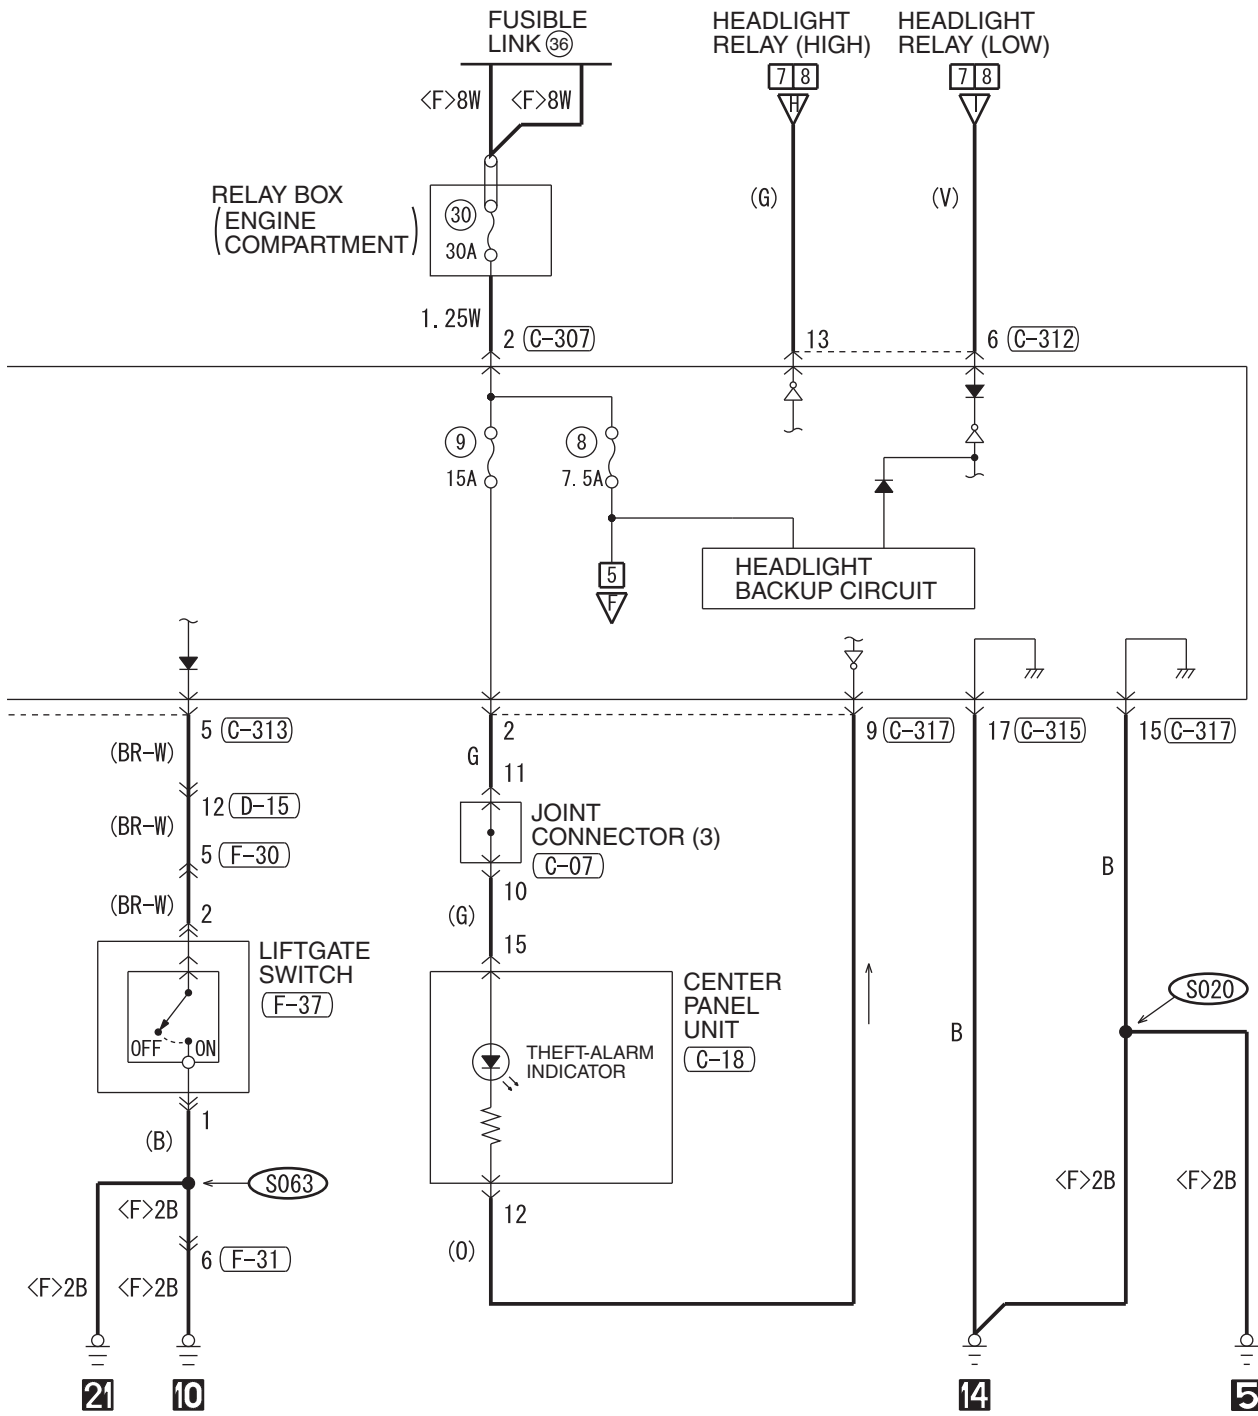 FUSIBLE
LINK 36
HEADLIGHT
RELAY (HIGH)
HEADLIGHT
RELAY (LOW)
7 8
7 8
<F>8W
<F>8W
H
I
RELAY BOX
(ENGINE
COMPARTMENT)
30
30A
(G)
(V)
1.25W
2 (C-307)
13
6 (C-312)
9
15A
8
7.5A
5
F
HEADLIGHT
BACKUP CIRCUIT
5 (C-313)
2
9 (C-317)
17 (C-315)
15 (C-317)
(BR-W)
G
11
12 (D-15)
JOINT
CONNECTOR (3)
(C-07)
(BR-W)
5 (F-30)
B
10
(BR-W)
2
(G)
15
LIFTGATE
SWITCH
(F-37)
OFF
ON
CENTER
PANEL
UNIT
(C-18)
THEFT-ALARM
INDICATOR
S020
B
1
(B)
S063
<F>2B
<F>2B
<F>2B
12
(O)
6 (F-31)
<F>2B
<F>2B
21
10
14
5